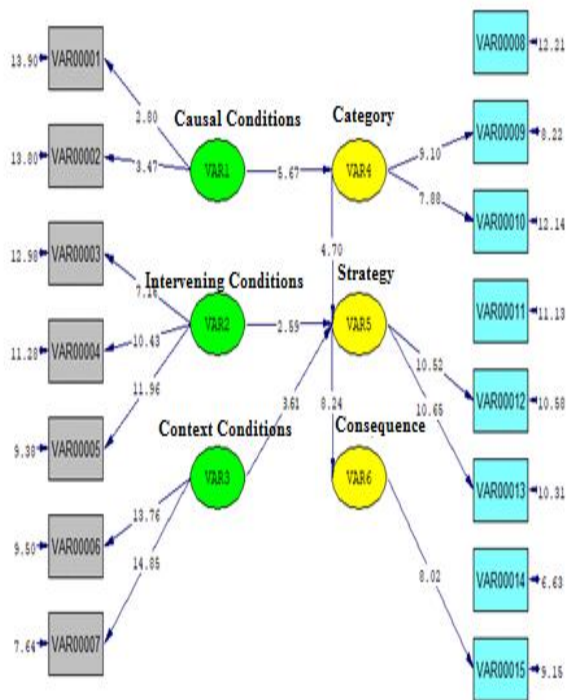 VAR00008
12.21
13.90
VAR00001
2.80
Causal Conditions
Category
VAR00009
8.22
9.10
13.80
VAR00002
3.47
VAR1
5.67
VAR4
7.88
VAR00010
12.14
4.70
12.98
VAR00003
7.16
Intervening Conditions
Strategy
VAR00011
11.13
VAR2
2.59
VAR5
11.28
VAR00004
10.43
10.52
VAR00012
10.58
11.96
3.61
8.24
10.65
Context Conditions
Consequence
9.38
VAR00005
VAR3
VAR6
VAR00013
10.31
13.76
9.50
VAR00006
14.85
8.02
VAR00014
6.63
7.64
VAR00007
VAR00015
9.15